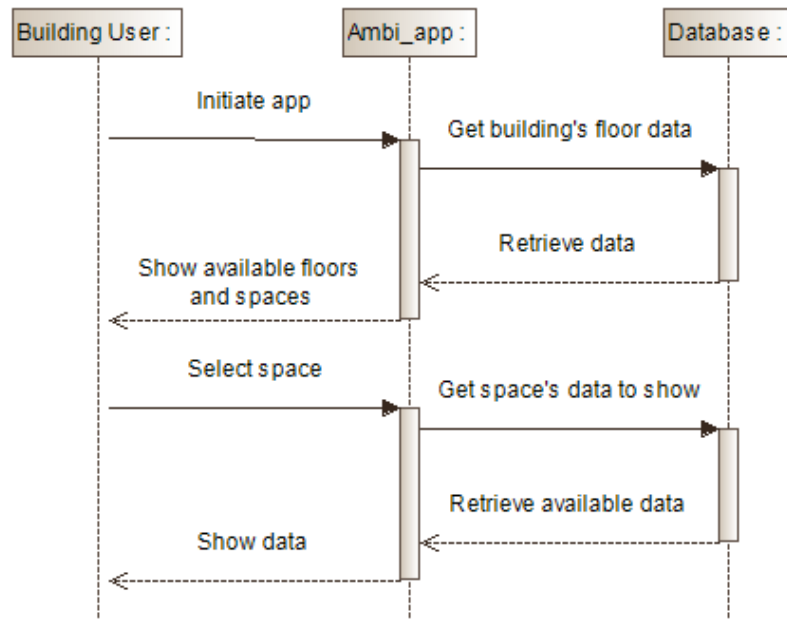 Building User :
Ambi_app :
Database :
Initiate app
Get building's floor data
Retrieve data
Show available floors
and spaces
Select space
Get space's data to show
Retrieve available data
Show data